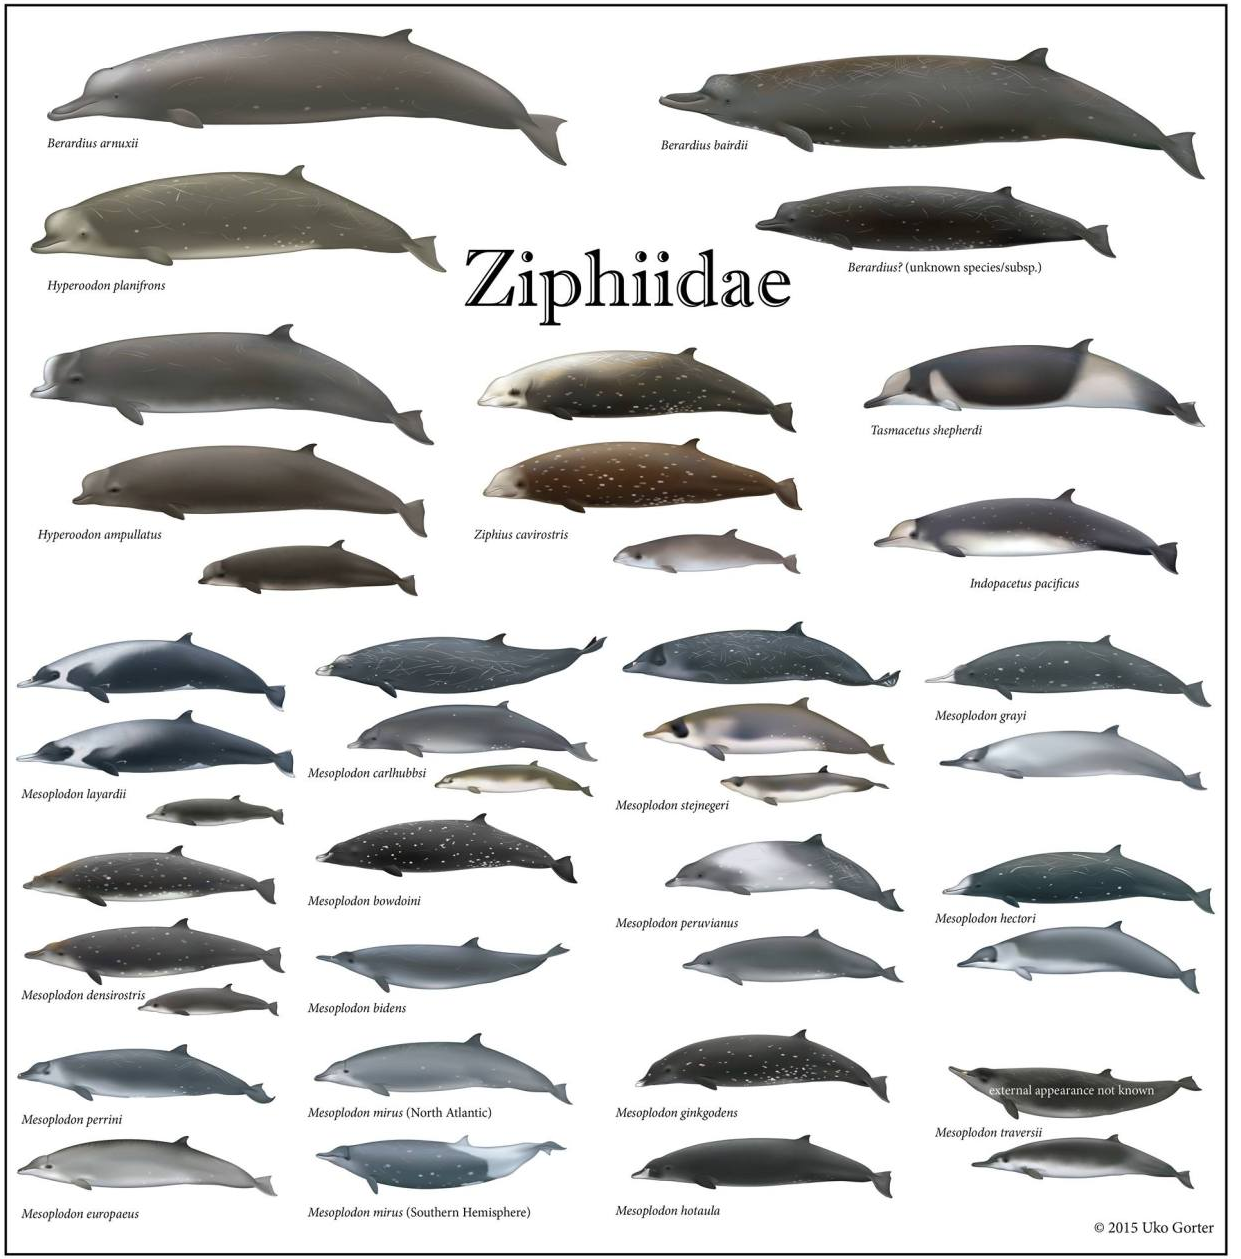 Berardius arnuxii
Berardius bairdii
Hyperoodon planifrons
Ziphiidae
Berardius? (unknown species/subsp.)
Tasmacetus shepherdi
Hyperoodon ampullatus
Ziphius cavirostris
Indopacetus pacificus
Mesoplodon layardii
Mesoplodon carlhubbsi
Mesoplodon stejnegeri
Mesoplodon grayi
Mesoplodon bowdoini
Mesoplodon peruvianus
Mesoplodon hectori
Mesoplodon densirostris
Mesoplodon bidens
Mesoplodon perrini
Mesoplodon mirus (North Atlantic)
Mesoplodon ginkgodens
external appearance not known
Mesoplodon traversii
Mesoplodon europaeus
Mesoplodon mirus (Southern Hemisphere)
Mesoplodon hotaula
© 2015 Uko Gorter